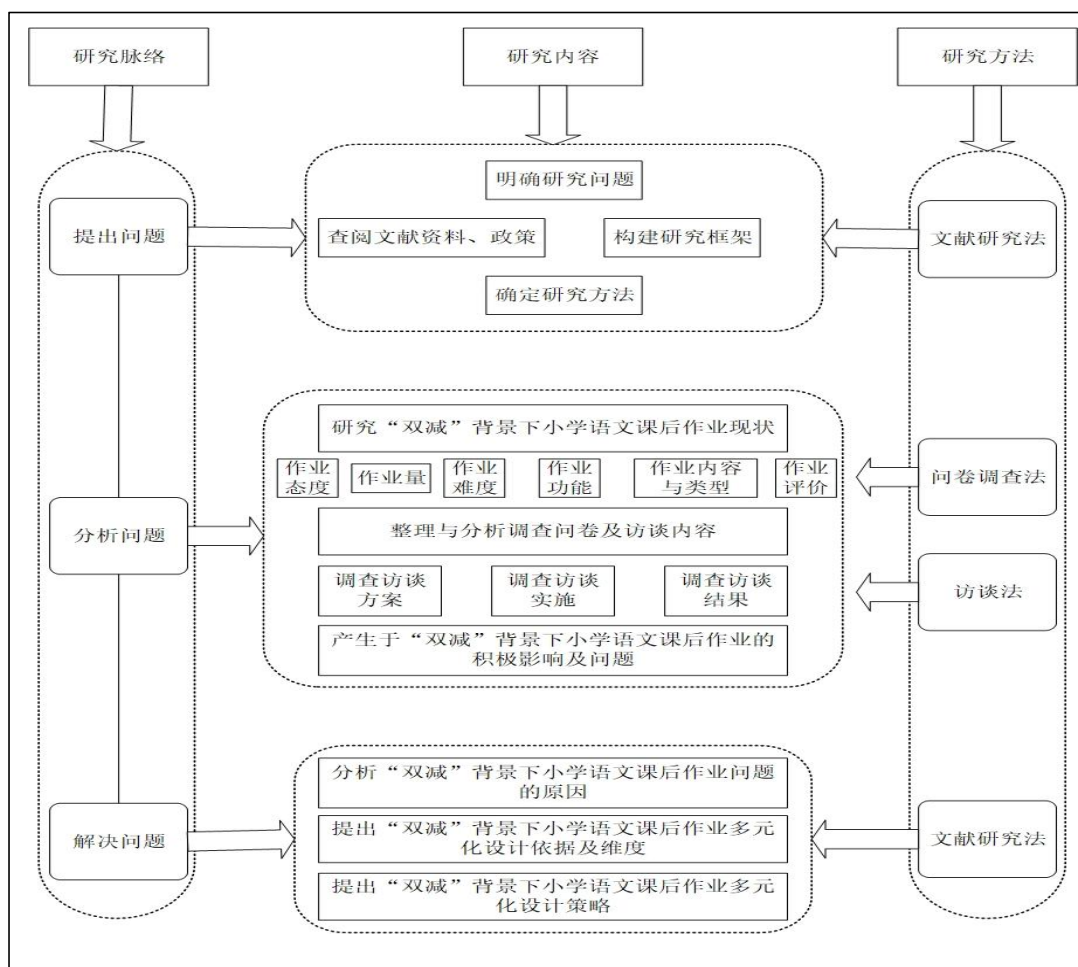 研究脉络
研究内容
研究方法
明确研究问题
提出问题
查阅文献资料、政策
构建研究框架
文献研究法
确定研究方法
研究“双减”背景下小学语文课后作业现状
作业
态度
作业量
作业
难度
作业
功能
作业内容
与类型
作业
评价
问卷调查法
分析问题
整理与分析调查问卷及访谈内容
调查访谈
方案
调查访谈
实施
调查访谈
结果
访谈法
产生于“双减”背景下小学语文课后作业的
积极影响及问题
分析“双减”背景下小学语文课后作业问题
的原因
解决问题
提出“双减”背景下小学语文课后作业多元
化设计依据及维度
文献研究法
提出“双减”背景下小学语文课后作业多元
化设计策略